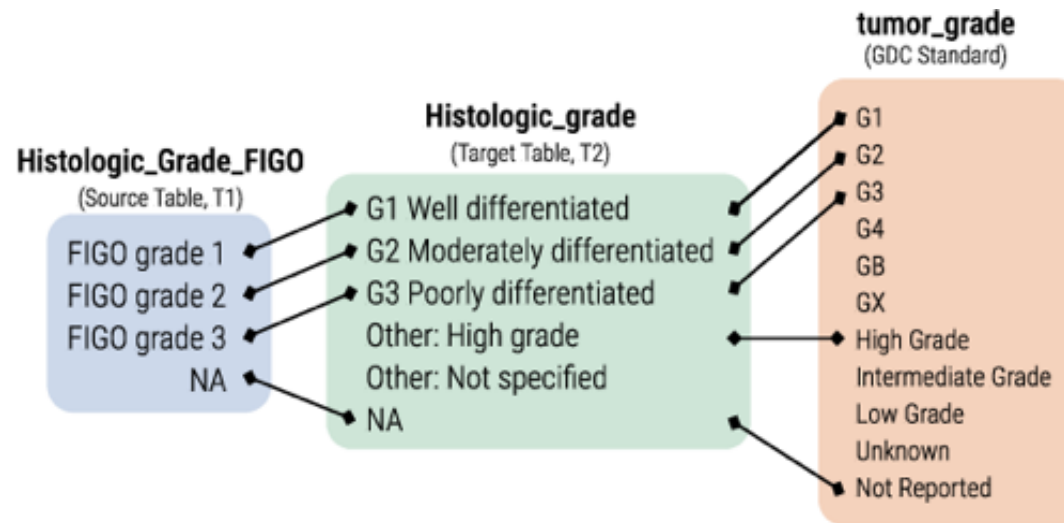 Histologic_Grade_FIGO
(Source Table, T1)
FIGO grade 1
FIGO grade 2
FIGO grade 3
NA
Histologic_grade
(Target Table, T2)
G1 Well differentiated
G2 Moderately differentiated
G3 Poorly differentiated
Other: High grade
Other: Not specified
NA
tumor_grade
(GDC Standard)
G1
G2
G3
G4
GB
GX
High Grade
Intermediate Grade
Low Grade
Unknown
Not Reported